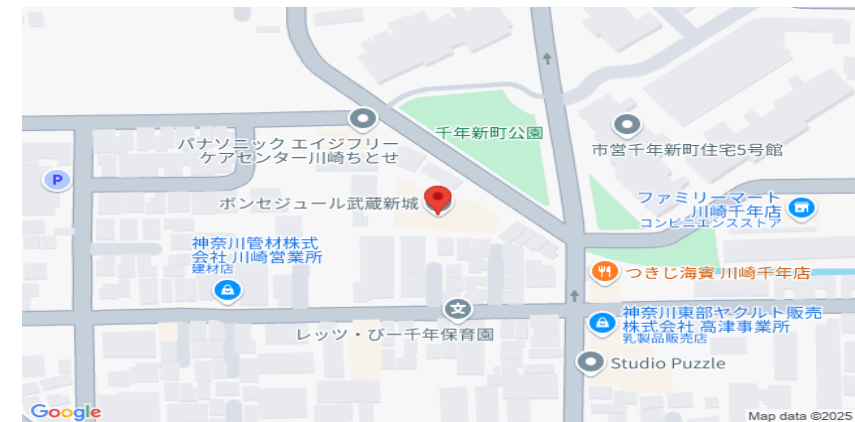 千年新町公園
パナソニック エイジフリー
ケアセンター川崎ちとせ
市営千年新町住宅5号館
P
ボンセジュール武蔵新城
ファミリーマート
川崎千年店
コンビニエンスストア
神奈川管材株式
会社 川崎営業所
建材店
つきじ海賓 川崎千年店
文
レッツ・びー千年保育園
神奈川東部ヤクルト販売
株式会社 高津事業所
乳製品販売店
Studio Puzzle
Google
Map data ©2025